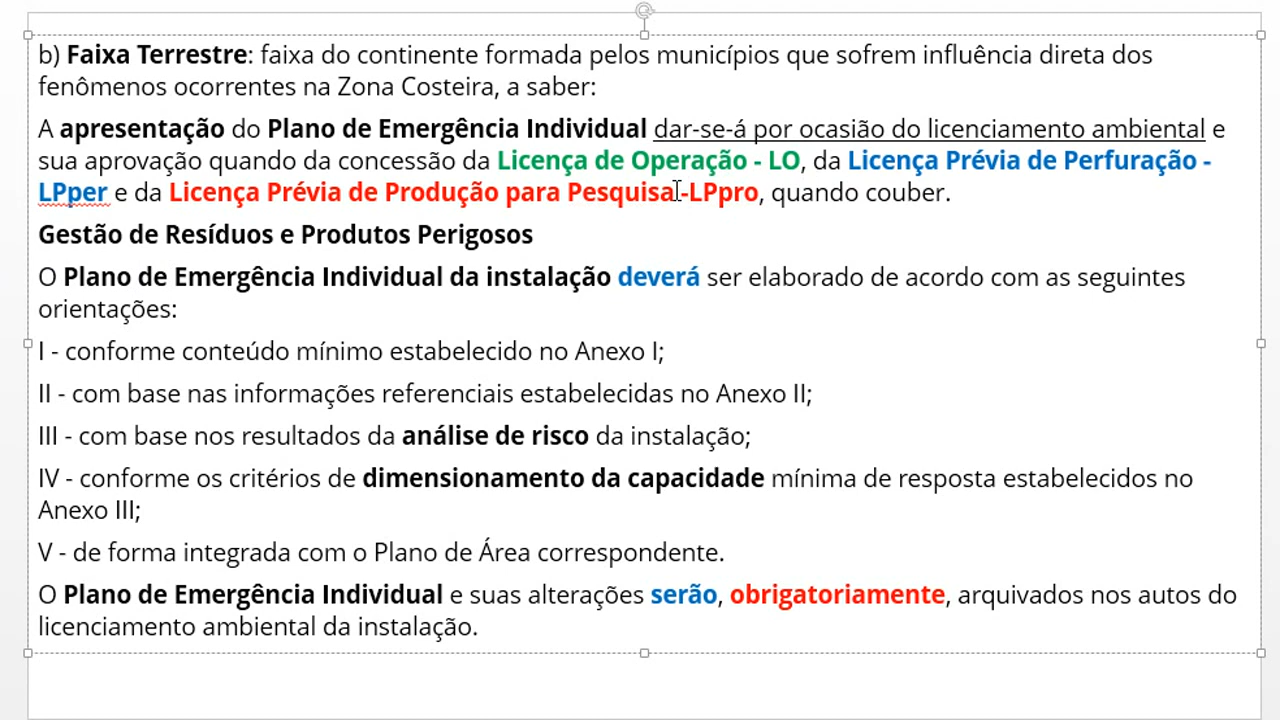 b) Faixa Terrestre: faixa do continente formada pelos municípios que sofrem influência direta dos
fenômenos ocorrentes na Zona Costeira, a saber:
A apresentação do Plano de Emergência Individual dar-se-á por ocasião do licenciamento ambiental e
sua aprovação quando da concessão da Licença de Operação - LO, da Licença Prévia de Perfuração -
LPper e da Licença Prévia de Produção para Pesquisa -LPpro, quando couber.
Gestão de Resíduos e Produtos Perigosos
O Plano de Emergência Individual da instalação deverá ser elaborado de acordo com as seguintes
orientações:
I - conforme conteúdo mínimo estabelecido no Anexo I;
II - com base nas informações referenciais estabelecidas no Anexo II;
III - com base nos resultados da análise de risco da instalação;
IV - conforme os critérios de dimensionamento da capacidade mínima de resposta estabelecidos no
Anexo III;
V - de forma integrada com o Plano de Área correspondente.
O Plano de Emergência Individual e suas alterações serão, obrigatoriamente, arquivados nos autos do
licenciamento ambiental da instalação.